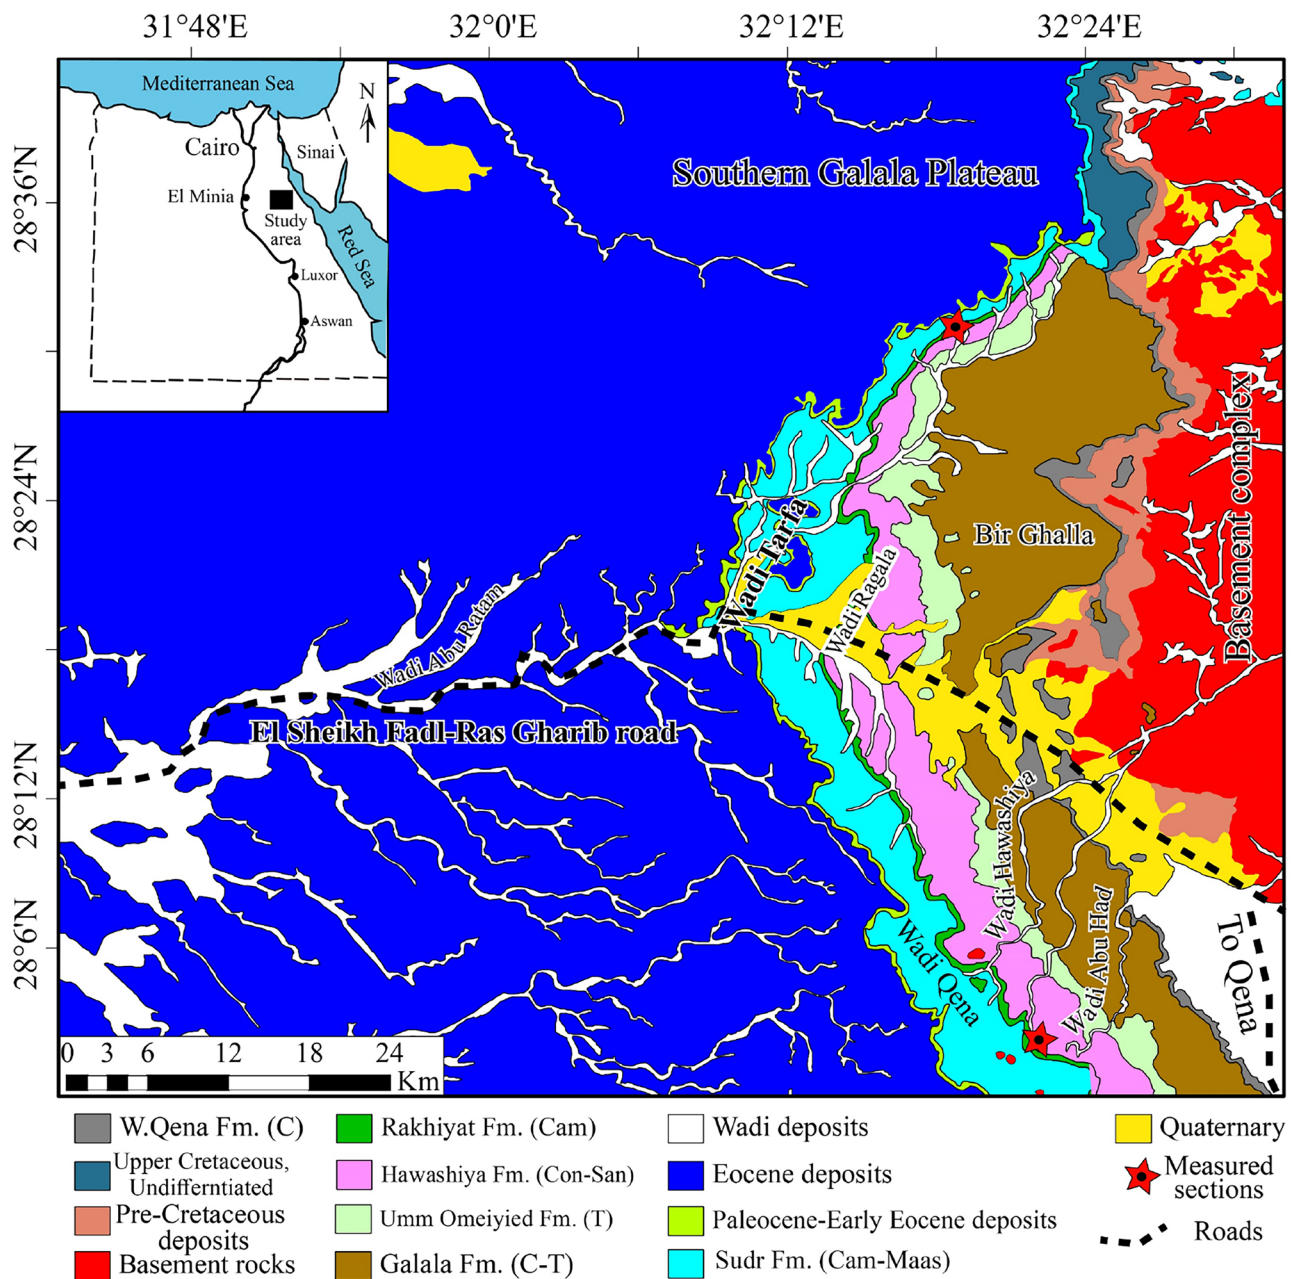 31°48'E 32°0'E 32°12'E 32°24'E
28°36'N
28°24'N
28°12'N
28°6'N
Mediterranean Sea
N
Cairo
Sinai
El Minia
Study
area
Red Sea
Luxor
Aswan
Southern Galala Plateau
Basement complex
Bir Ghalla
Wadi Tarfa
Wadi Ragala
Wadi Abu Ratam
El Sheikh Fadl-Ras Gharib road
Wadi Hawashiya
Wadi Abu Had
Wadi Qena
To Qena
0 3 6 12 18 24
Km
W.Qena Fm. (C)
Upper Cretaceous,
Undifferntiated
Pre-Cretaceous
deposits
Basement rocks
Rakhiyat Fm. (Cam)
Hawashiya Fm. (Con-San)
Umm Omeiyied Fm. (T)
Galala Fm. (C-T)
Wadi deposits
Eocene deposits
Paleocene-Early Eocene deposits
Sudr Fm. (Cam-Maas)
Quaternary
Measured
sections
Roads